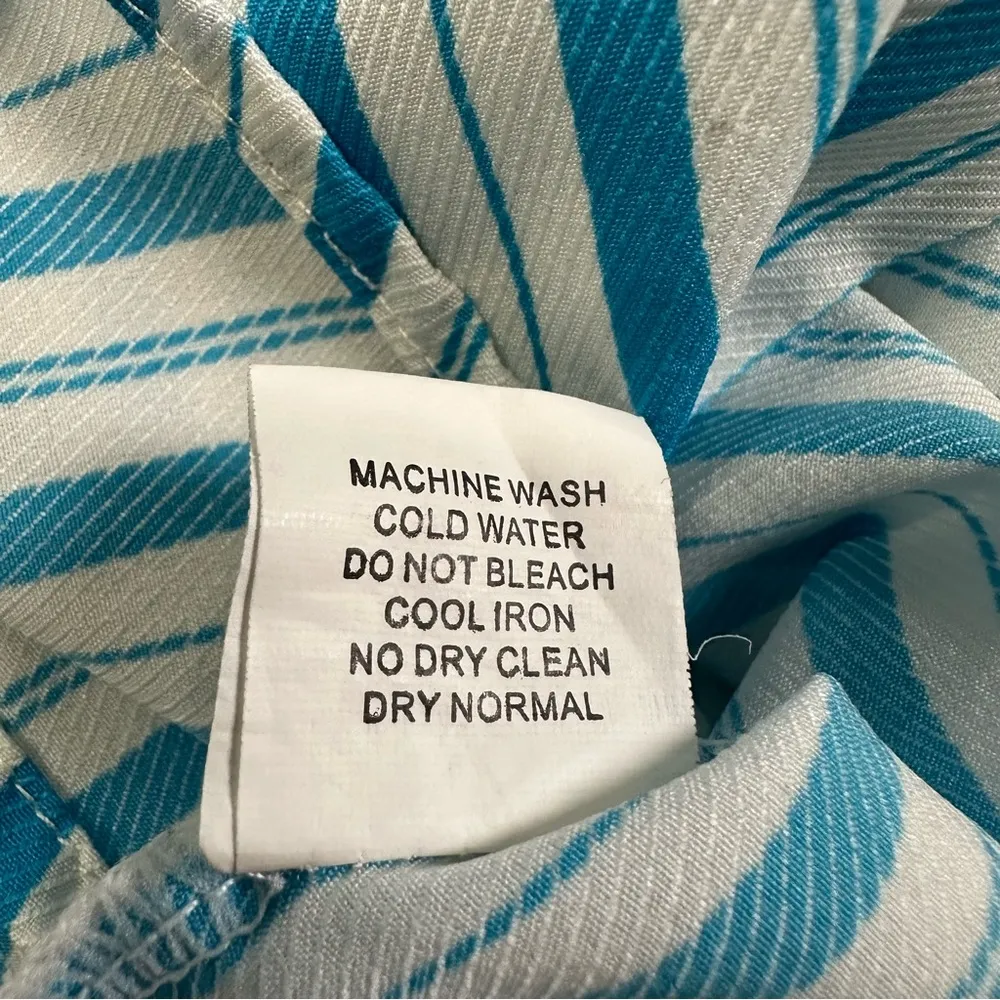 MACHINE WASH
COLD WATER
DO NOT BLEACH
COOL IRON
NO DRY CLEAN
DRY NORMAL